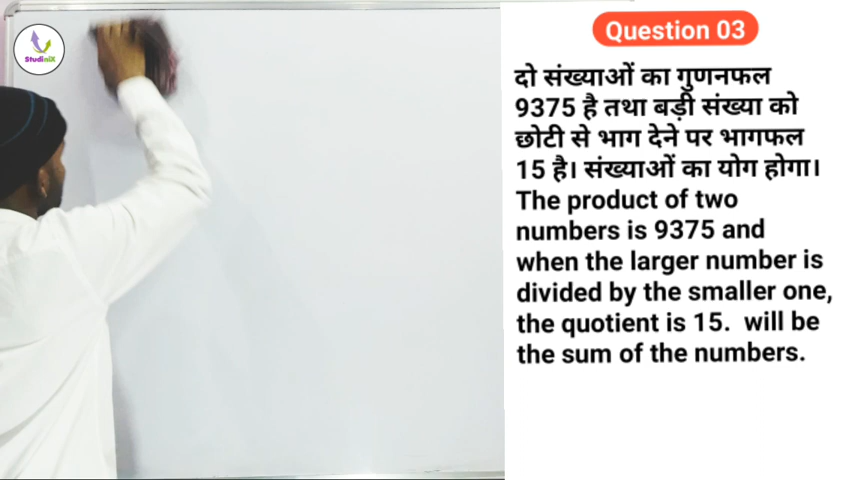 StudiniX
Question 03
दो संख्याओं का गुणनफल
9375 है तथा बड़ी संख्या को
छोटी से भाग देने पर भागफल
15 है। संख्याओं का योग होगा।
The product of two
numbers is 9375 and
when the larger number is
divided by the smaller one,
the quotient is 15.  will be
the sum of the numbers.